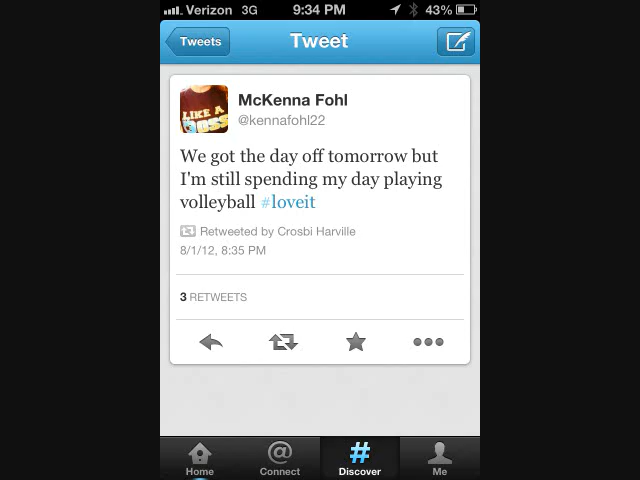 Verizon 3G 9:34 PM 43%
Tweets Tweet
LIKE A
BOSS
McKenna Fohl
@kennafohl22
We got the day off tomorrow but
I'm still spending my day playing
volleyball #loveit
Retweeted by Crosbi Harville
8/1/12, 8:35 PM
3 RETWEETS
@ #
Home Connect Discover Me